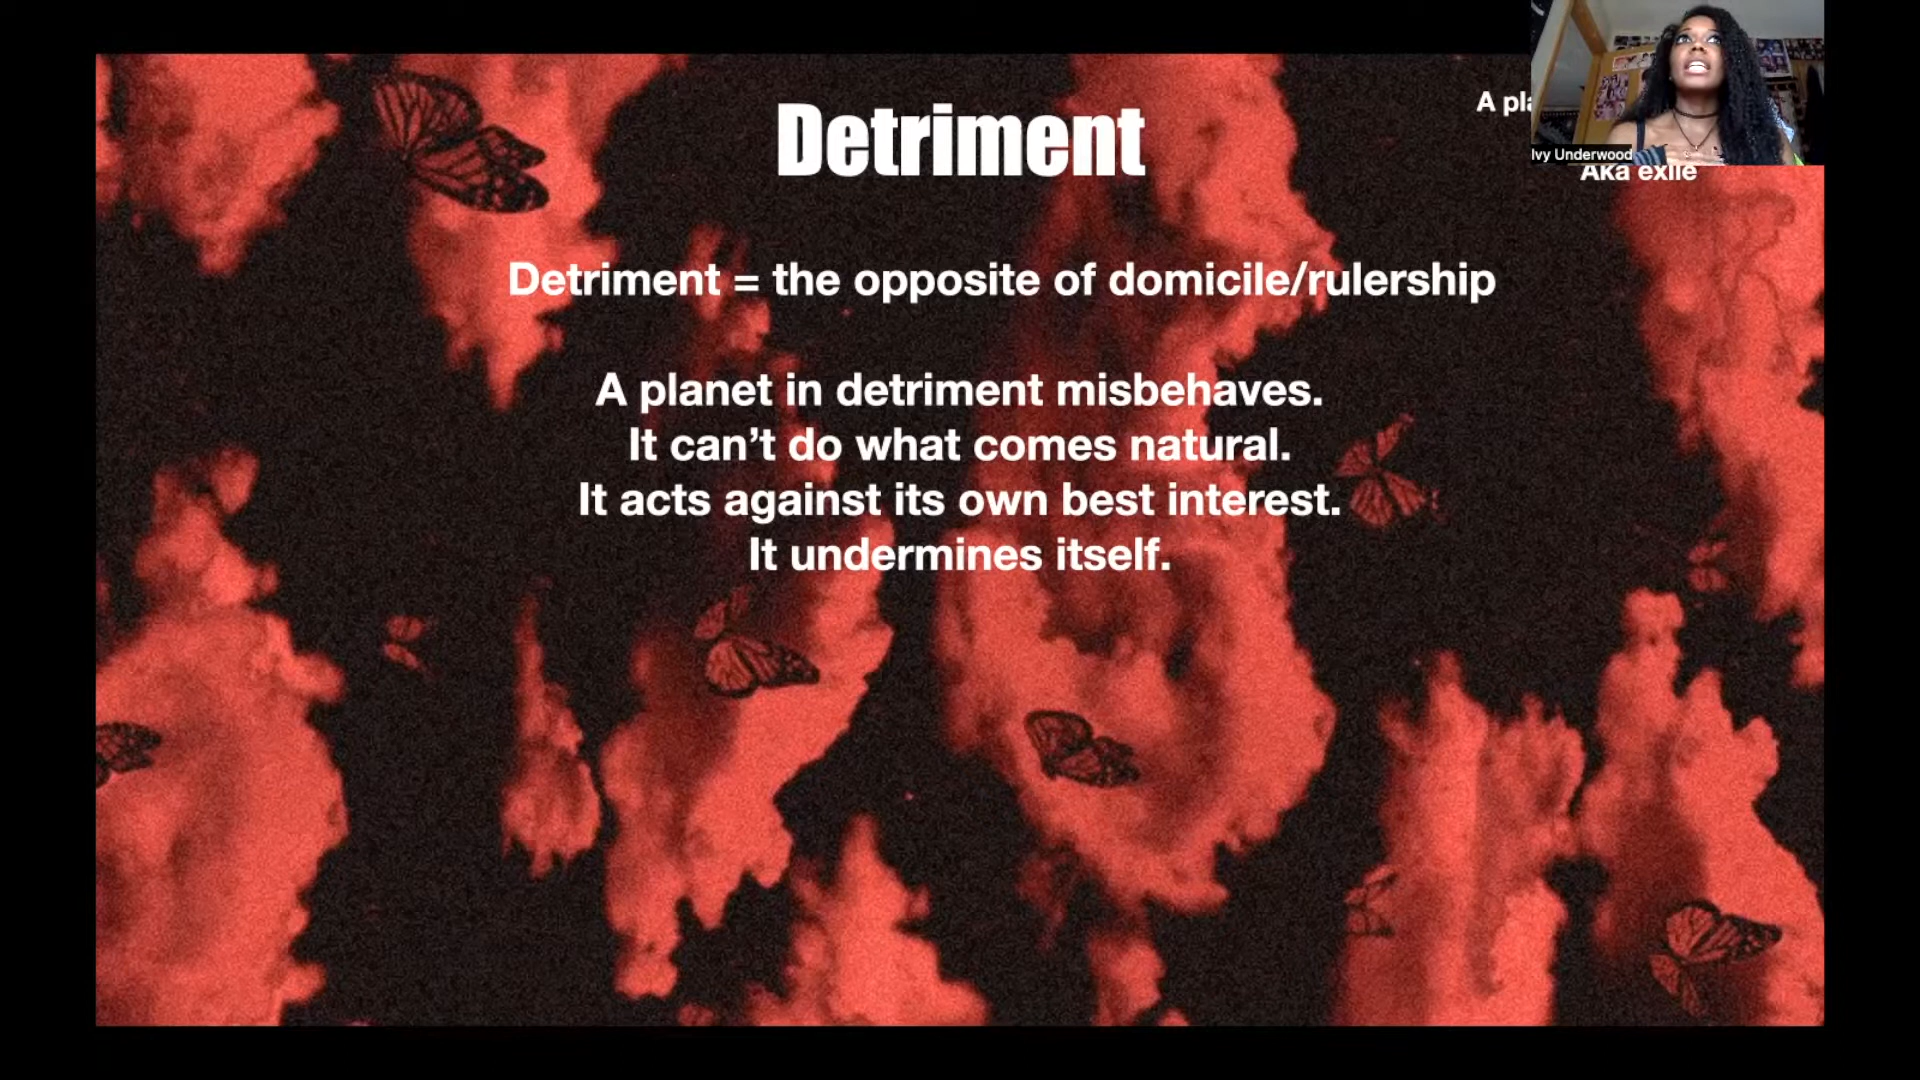 Detriment
A
Ivy Underwood
Aka exile
Detriment = the opposite of domicile/rulership
A planet in detriment misbehaves.
It can’t do what comes natural.
It acts against its own best interest.
It undermines itself.